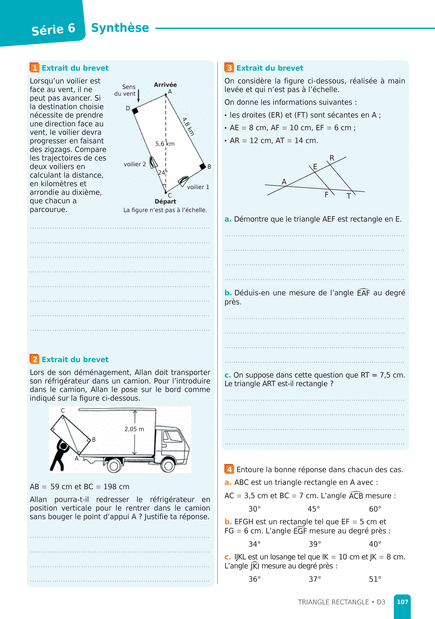 Série 6
Synthèse
1 Extrait du brevet
Lorsqu'un voilier est
face au vent, il ne
peut pas avancer. Si
la destination choisie
nécessite de prendre
une direction face au
vent, le voilier devra
progresser en faisant
des zigzags. Compare
les trajectoires de ces
deux voiliers en
calculant la distance,
en kilomètres et
arrondie au dixième,
que chacun a
parcourue.
Sens
du vent
Arrivée
A
D
4,8 km
5,6 km
voilier 2
24°
B
voilier 1
C
Départ
La figure n'est pas à l'échelle.
2 Extrait du brevet
Lors de son déménagement, Allan doit transporter
son réfrigérateur dans un camion. Pour l'introduire
dans le camion, Allan le pose sur le bord comme
indiqué sur la figure ci-dessous.
C
2,05 m
B
A
AB = 59 cm et BC = 198 cm
Allan pourra-t-il redresser le réfrigérateur en
position verticale pour le rentrer dans le camion
sans bouger le point d'appui A ? Justifie ta réponse.
3 Extrait du brevet
On considère la figure ci-dessous, réalisée à main
levée et qui n'est pas à l'échelle.
On donne les informations suivantes :
• les droites (ER) et (FT) sont sécantes en A ;
• AE = 8 cm, AF = 10 cm, EF = 6 cm ;
• AR = 12 cm, AT = 14 cm.
R
E
A
F
T
a. Démontre que le triangle AEF est rectangle en E.
b. Déduis-en une mesure de l'angle EAF au degré
près.
c. On suppose dans cette question que RT = 7,5 cm.
Le triangle ART est-il rectangle ?
4 Entoure la bonne réponse dans chacun des cas.
a. ABC est un triangle rectangle en A avec :
AC = 3,5 cm et BC = 7 cm. L'angle ACB mesure :
30° 45° 60°
b. EFGH est un rectangle tel que EF = 5 cm et
FG = 6 cm. L'angle EGF mesure au degré près :
34° 39° 40°
c. IJKL est un losange tel que IK = 10 cm et JK = 8 cm.
L'angle JKI mesure au degré près :
36° 37° 51°
TRIANGLE RECTANGLE • D3 107